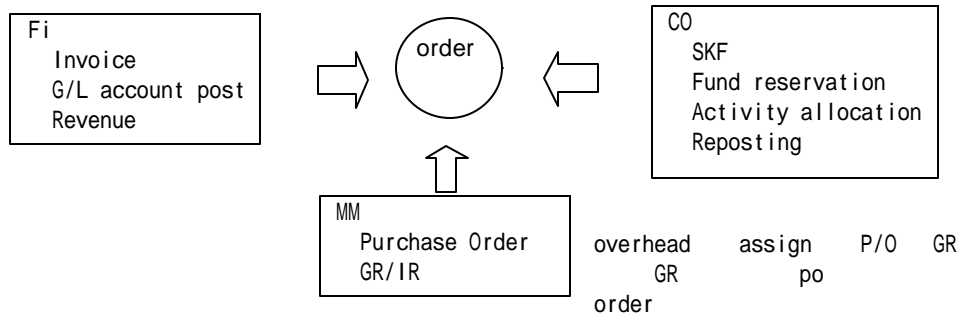 Fi
Invoice
G/L account post
Revenue
order
CO
SKF
Fund reservation
Activity allocation
Reposting
MM
Purchase Order
GR/IR
overhead assign P/O GR
GR po
order